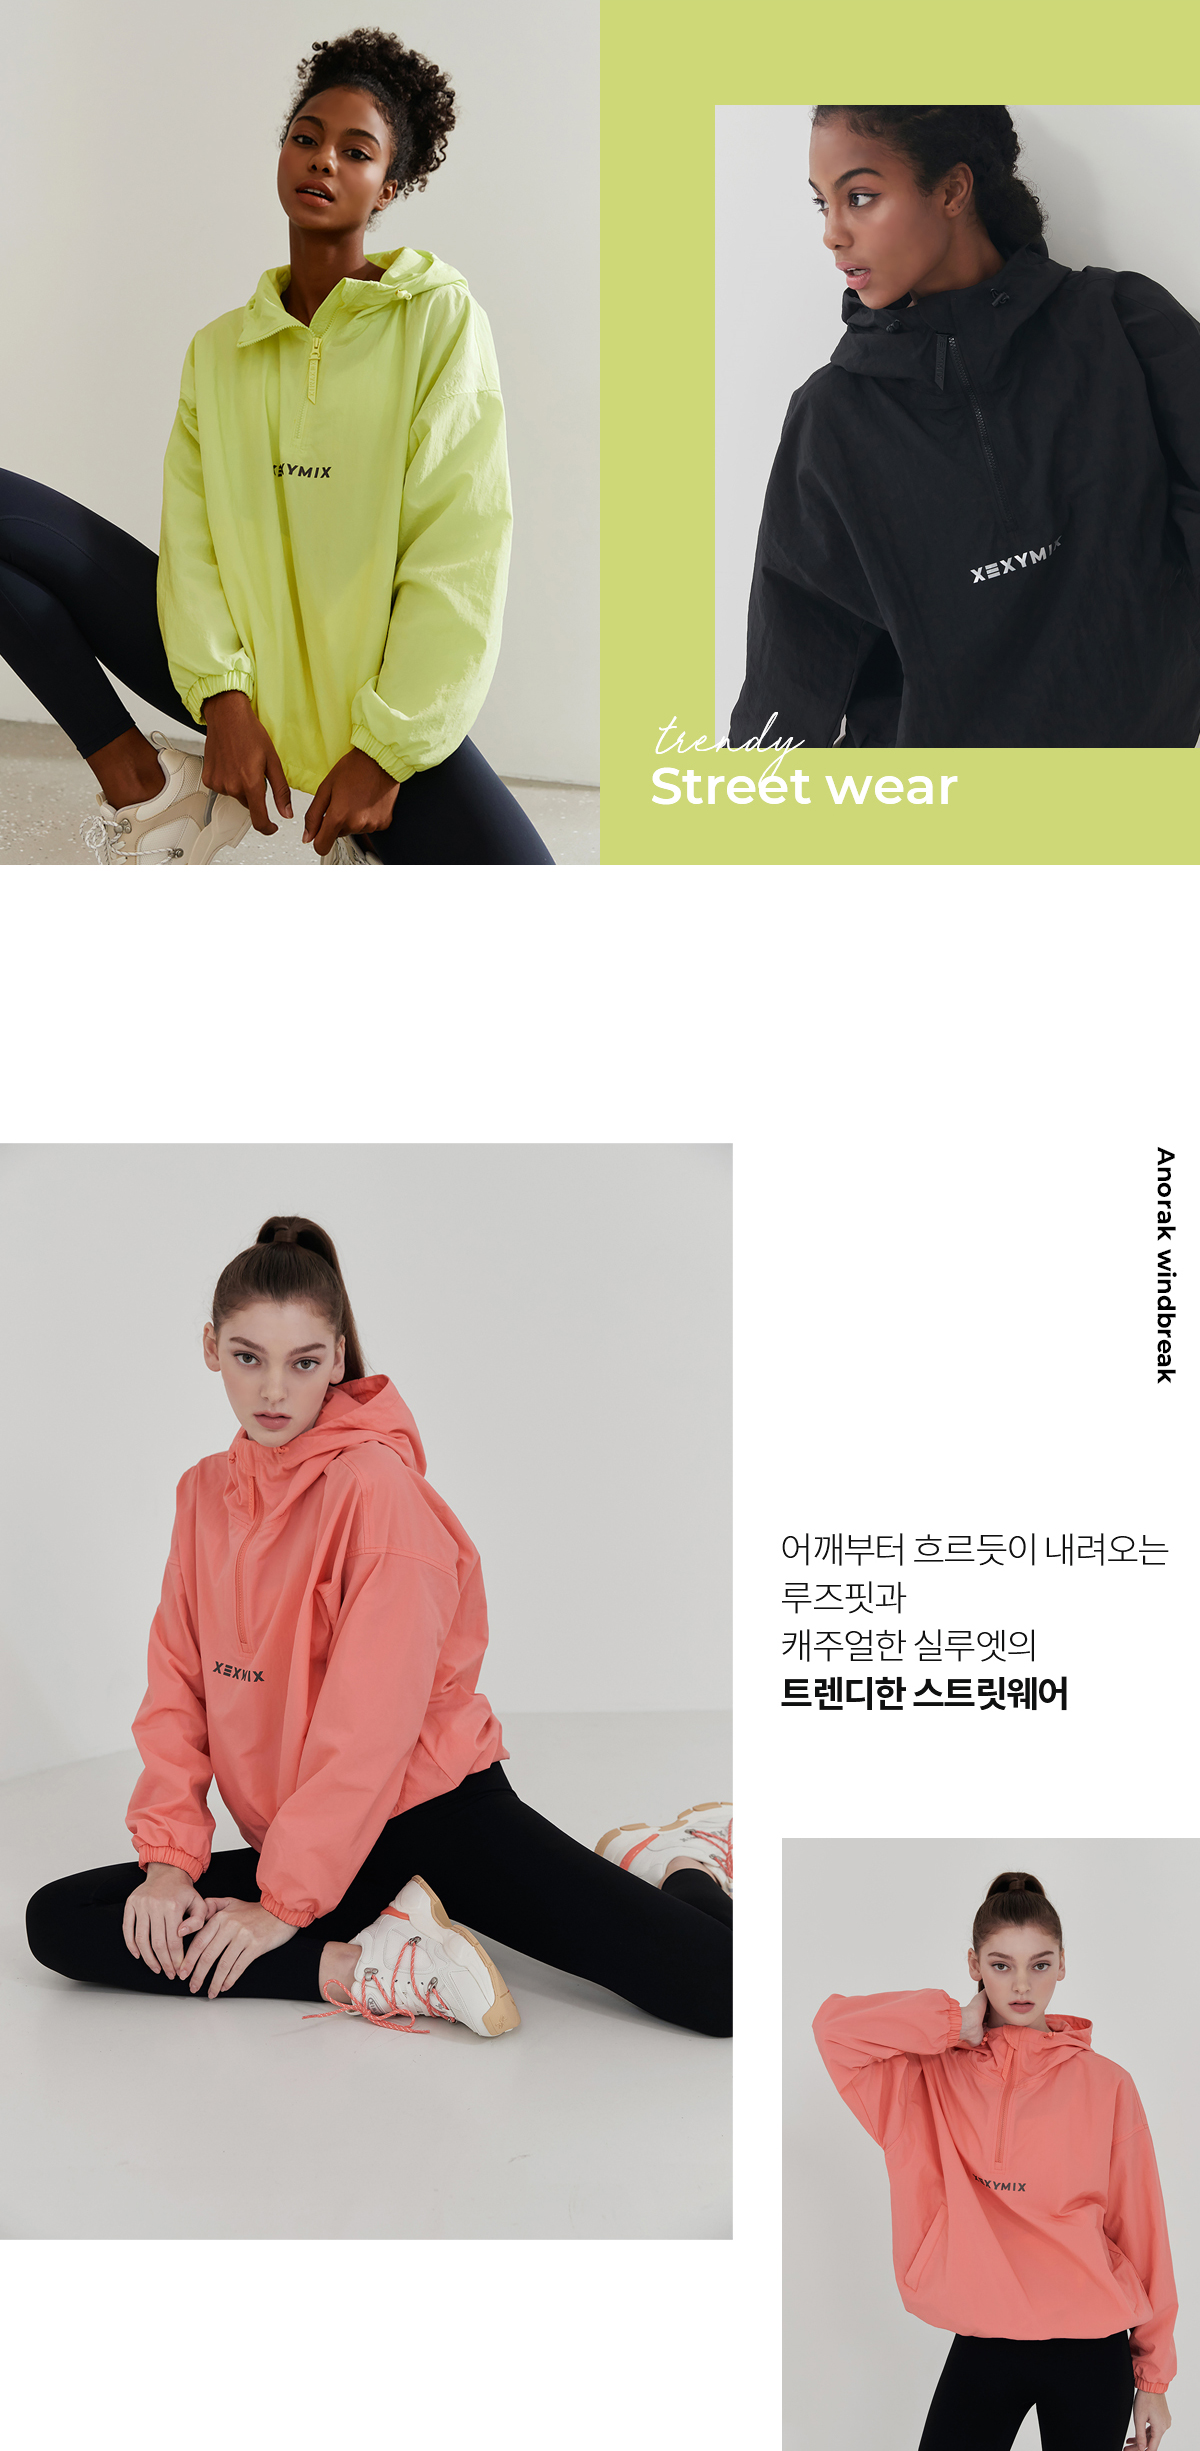 XEXYMIX
XEXYMIX
trendy
Street wear
Anorak windbreak
어깨부터 흐르듯이 내려오는
루즈핏과
캐주얼한 실루엣의
트렌디한 스트릿웨어
XEXYMIX
XEXYMIX